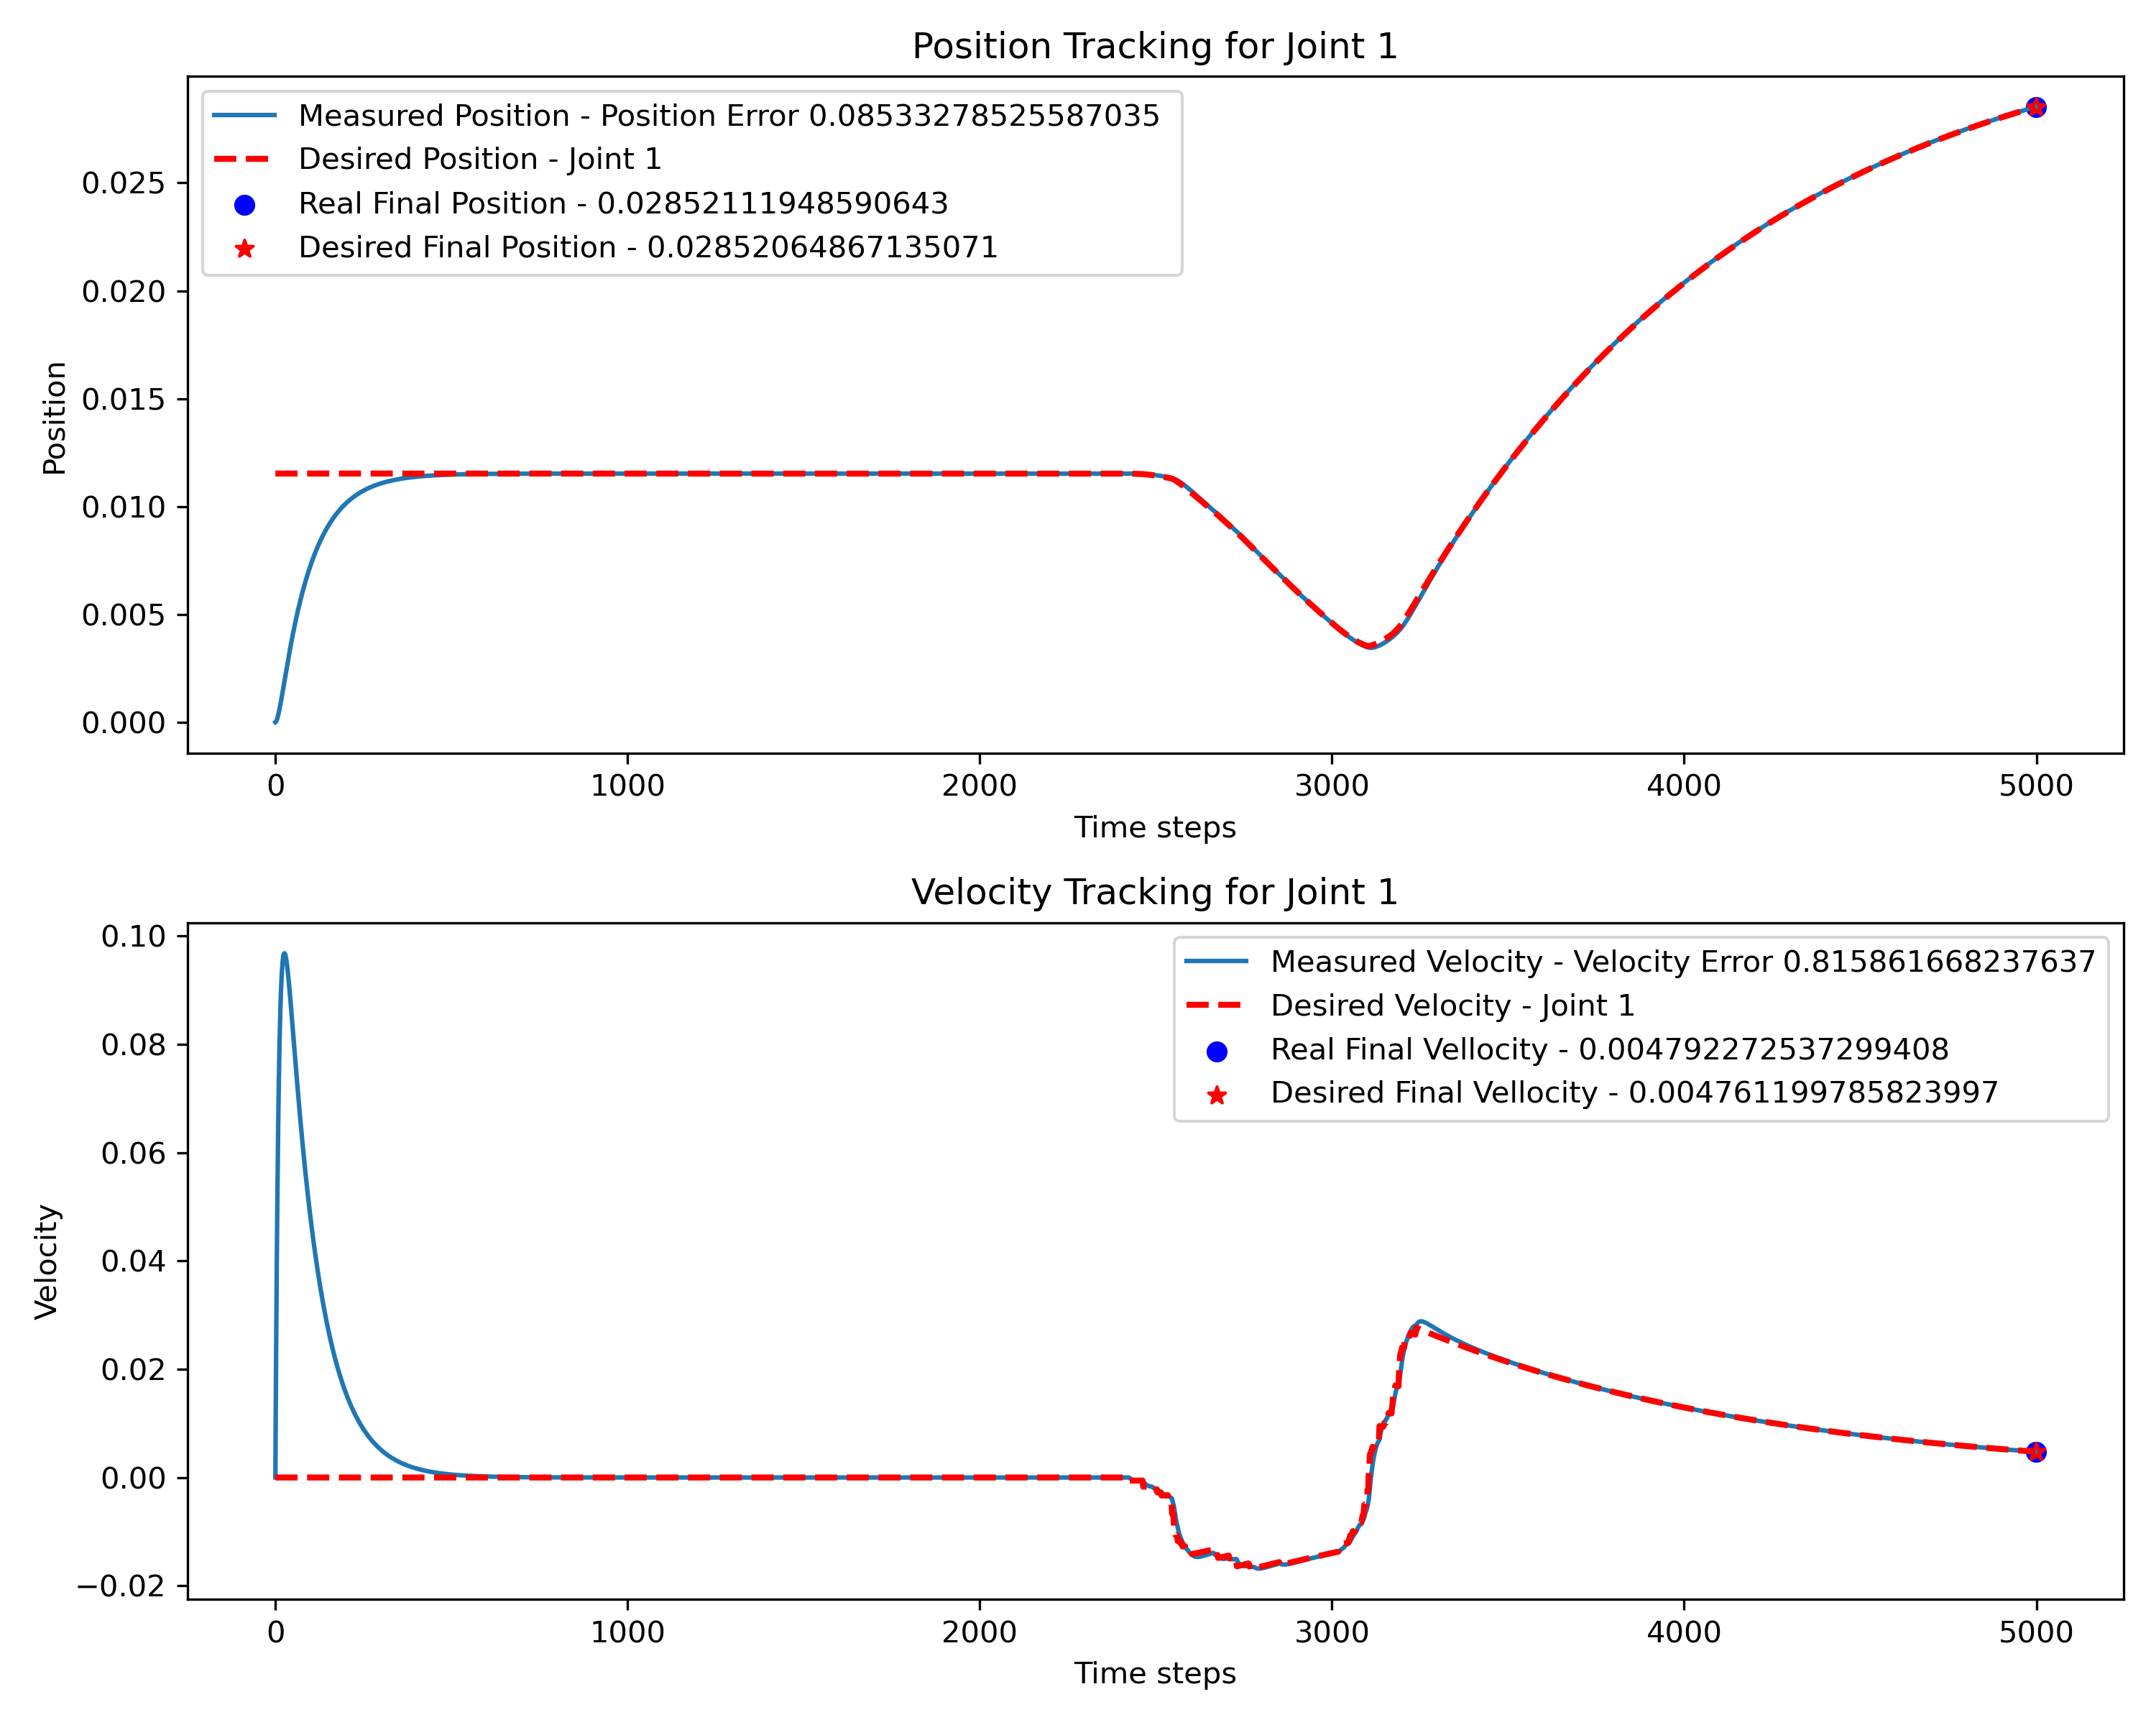 Position Tracking for Joint 1
Measured Position - Position Error 0.08533278525587035
Desired Position - Joint 1
Real Final Position - 0.02852111948590643
Desired Final Position - 0.02852064867135071
Position
0.025
0.020
0.015
0.010
0.005
0.000
0 1000 2000 3000 4000 5000
Time steps
Velocity Tracking for Joint 1
Measured Velocity - Velocity Error 0.815861668237637
Desired Velocity - Joint 1
Real Final Vellocity - 0.004792272537299408
Desired Final Vellocity - 0.004761199785823997
Velocity
0.10
0.08
0.06
0.04
0.02
0.00
−0.02
0 1000 2000 3000 4000 5000
Time steps